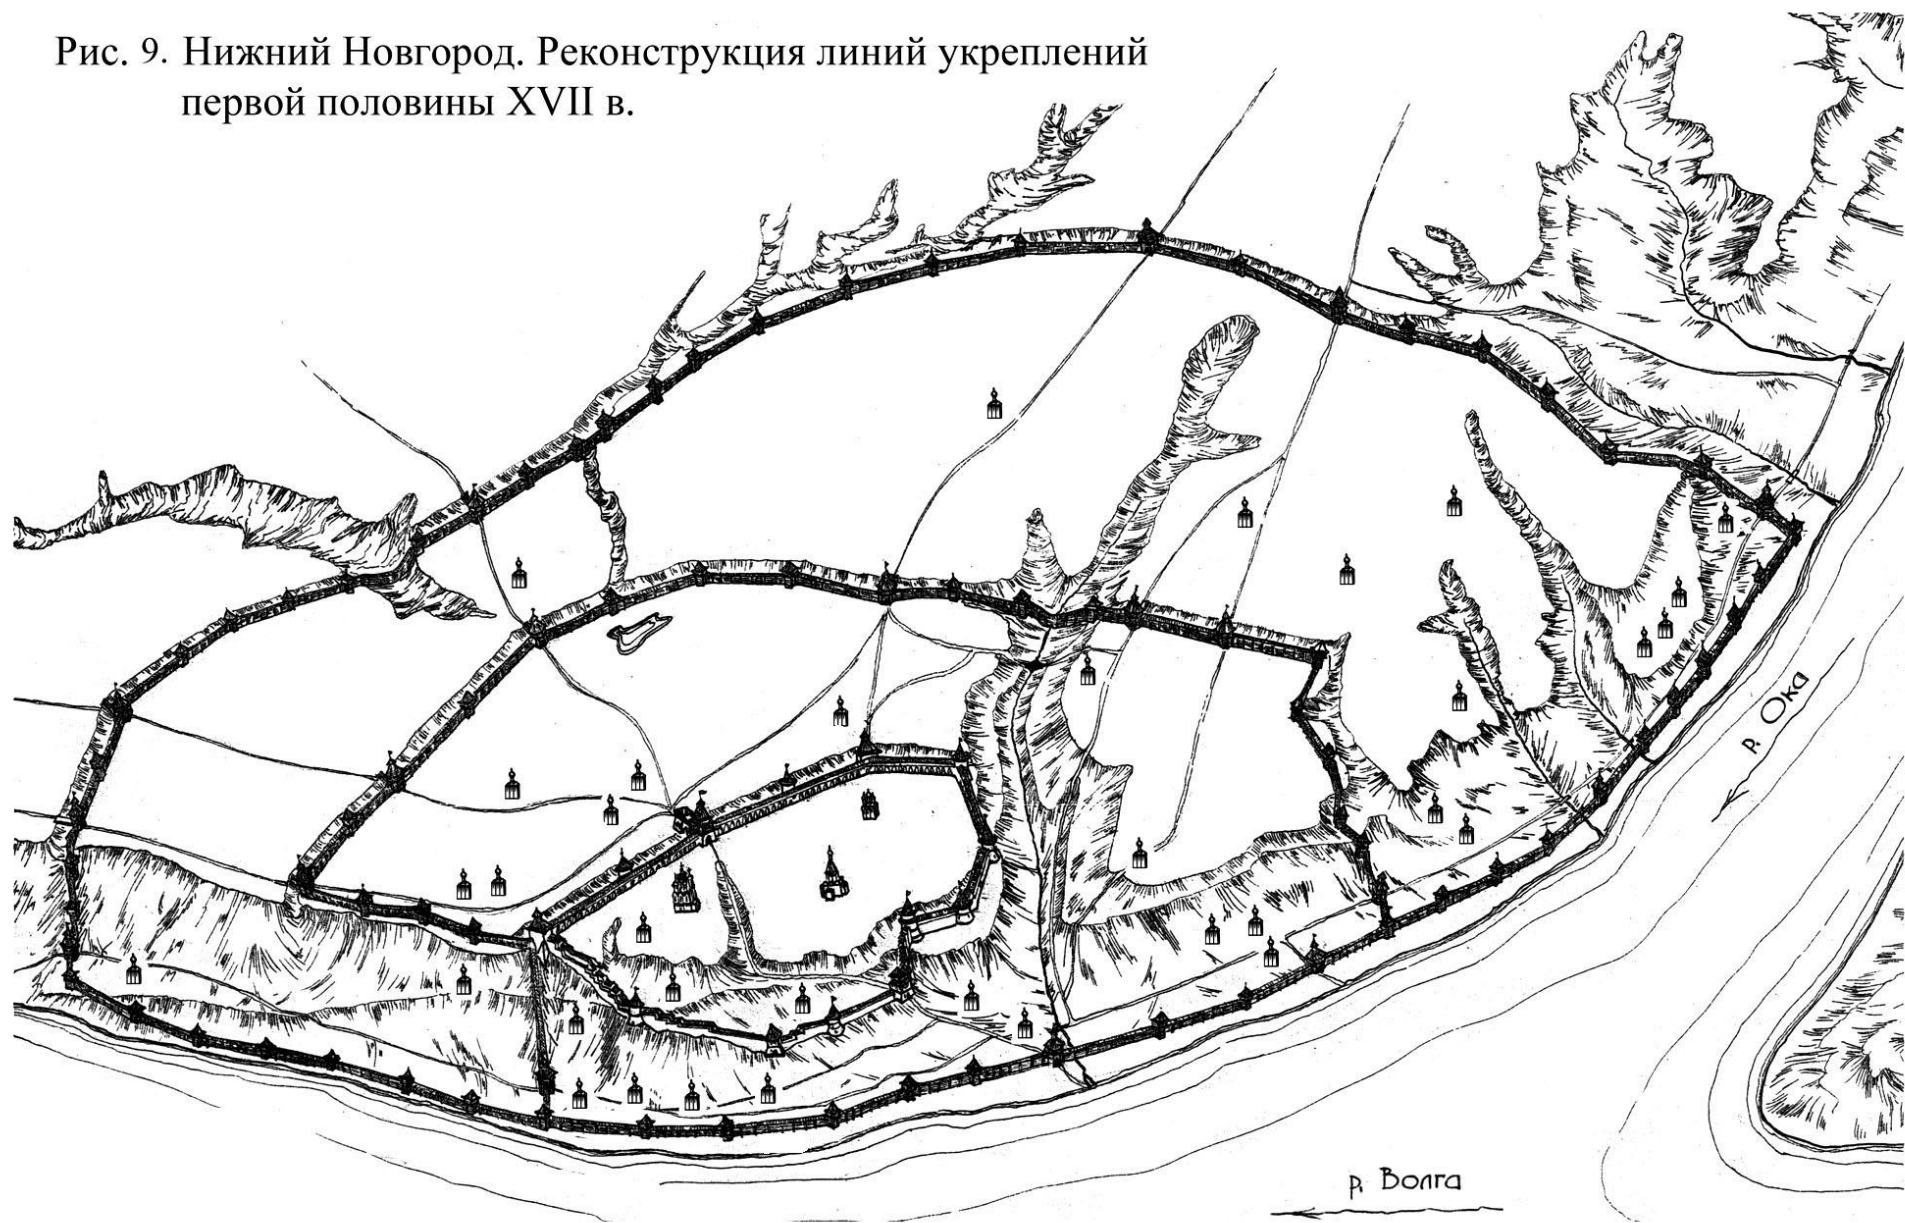 Рис. 9. Нижний Новгород. Реконструкция линий укреплений
первой половины XVII в.
р. Ока
р. Волга